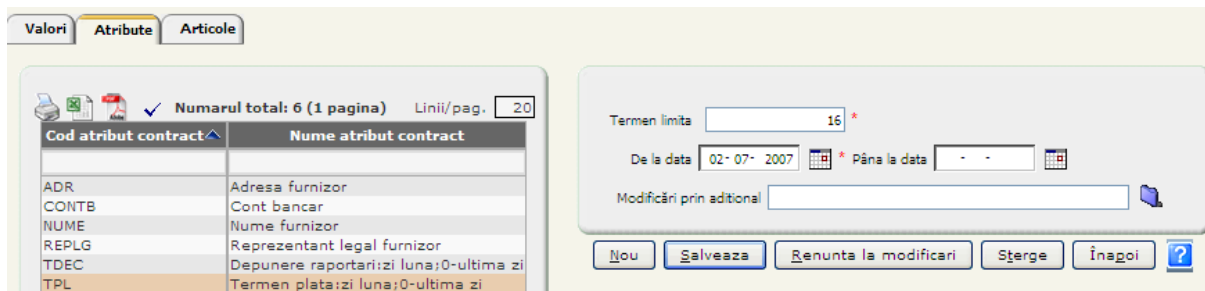 Valori Atribute Articole
Numarul total: 6 (1 pagina) Linii/pag. 20
Cod atribut contract Nume atribut contract
ADR Adresa furnizor
CONTB Cont bancar
NUME Nume furnizor
REPLG Reprezentant legal furnizor
TDEC Depunere raportari:zi luna;0-ultima zi
TPL Termen plata:zi luna;0-ultima zi
Termen limita 16 *
De la data 02- 07- 2007 * Pâna la data - -
Modificări prin aditional
Nou Salveaza Renunta la modificari Sterge Înapoi ?